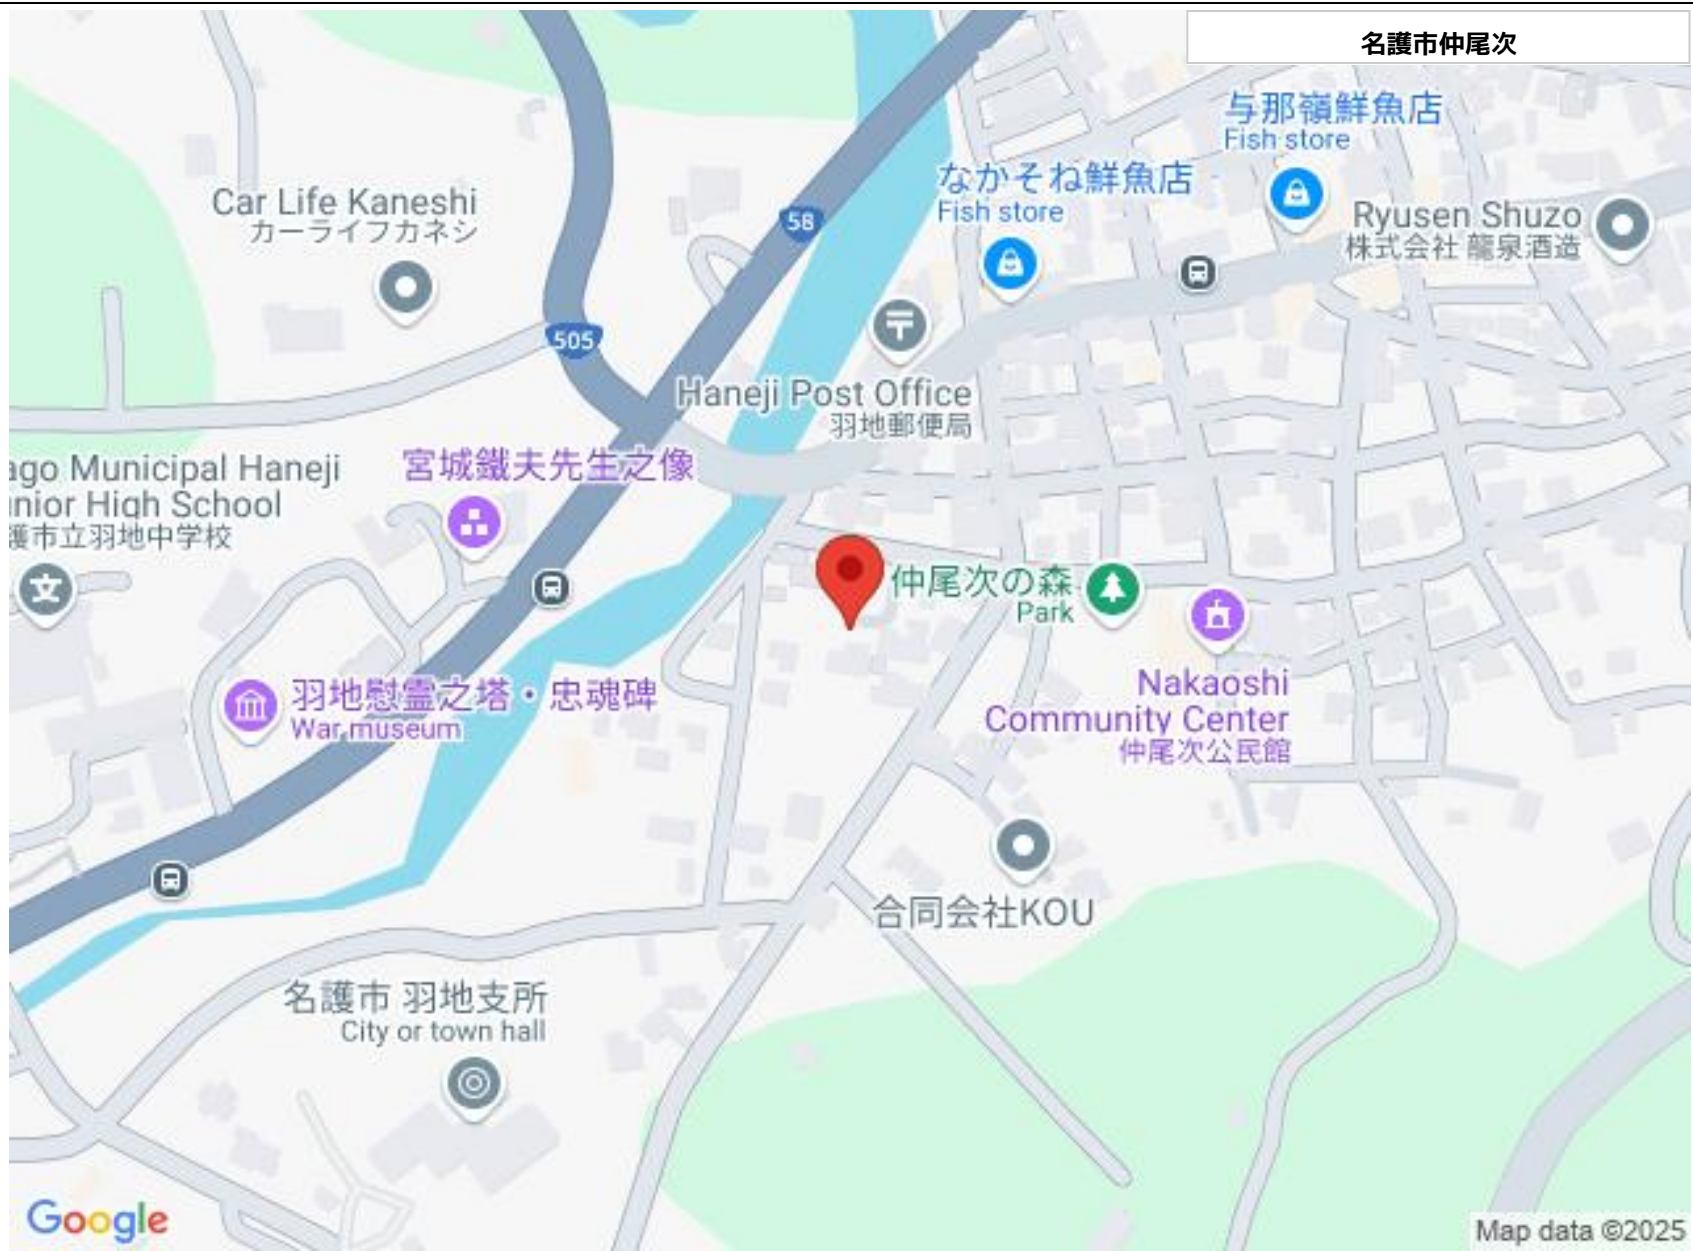 名護市仲尾次
与那嶺鮮魚店
Fish store
なかそね鮮魚店
Fish store
Car Life Kaneshi
カーライフカネシ
58
Ryusen Shuzo
株式会社 龍泉酒造
505
Haneji Post Office
羽地郵便局
ago Municipal Haneji
unior High School
護市立羽地中学校
文
宮城鐵夫先生之像
仲尾次の森
Park
羽地慰霊之塔・忠魂碑
War museum
Nakaoshi
Community Center
仲尾次公民館
合同会社KOU
名護市 羽地支所
City or town hall
Google
Map data ©2025